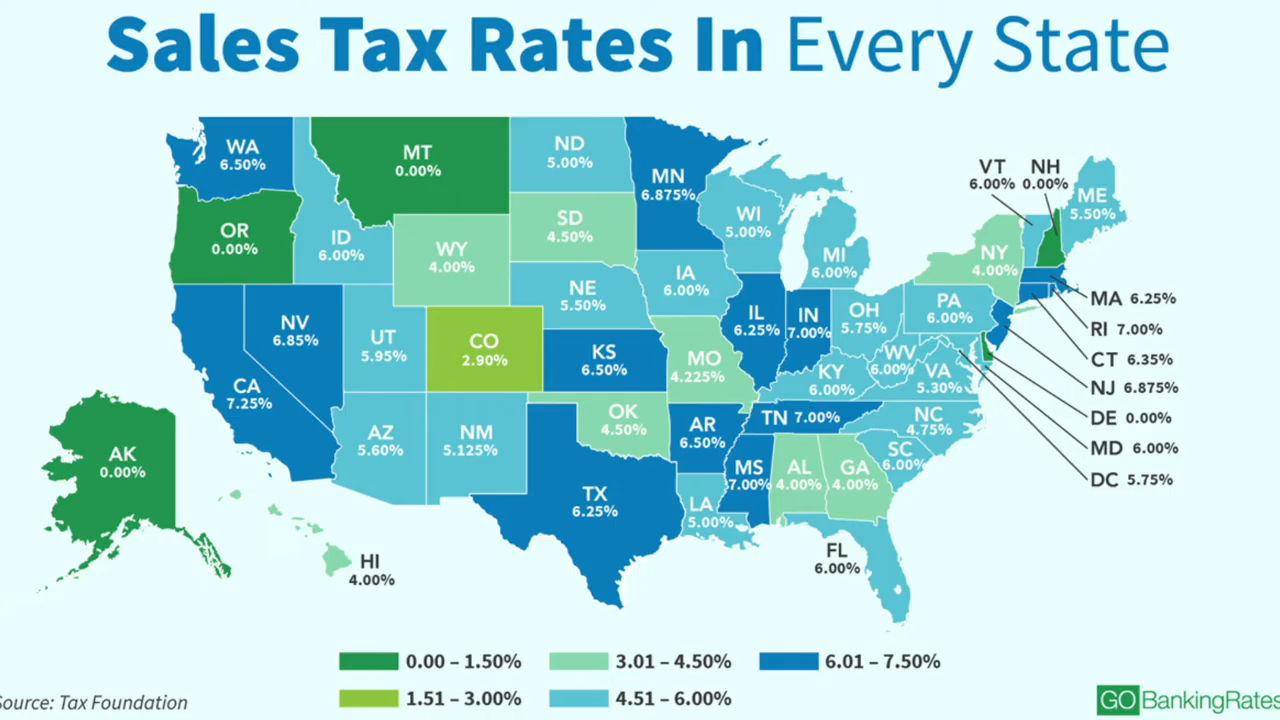 Sales Tax Rates In Every State
WA
6.50%
MT
0.00%
ND
5.00%
MN
6.875%
VT
6.00%
NH
0.00%
ME
5.50%
OR
0.00%
ID
6.00%
WY
4.00%
SD
4.50%
WI
5.00%
MI
6.00%
NY
4.00%
NV
6.85%
UT
5.95%
CO
2.90%
NE
5.50%
IA
6.00%
IL
6.25%
IN
7.00%
OH
5.75%
PA
6.00%
MA 6.25%
RI 7.00%
CT 6.35%
NJ 6.875%
DE 0.00%
MD 6.00%
DC 5.75%
CA
7.25%
KS
6.50%
MO
4.225%
KY
6.00%
WV
6.00%
VA
5.30%
AZ
5.60%
NM
5.125%
OK
4.50%
AR
6.50%
TN 7.00%
NC
4.75%
SC
6.00%
AK
0.00%
TX
6.25%
LA
5.00%
MS
7.00%
AL
4.00%
GA
4.00%
HI
4.00%
FL
6.00%
0.00 – 1.50%
3.01 – 4.50%
6.01 – 7.50%
1.51 – 3.00%
4.51 – 6.00%
Source: Tax Foundation
GOBankingRates